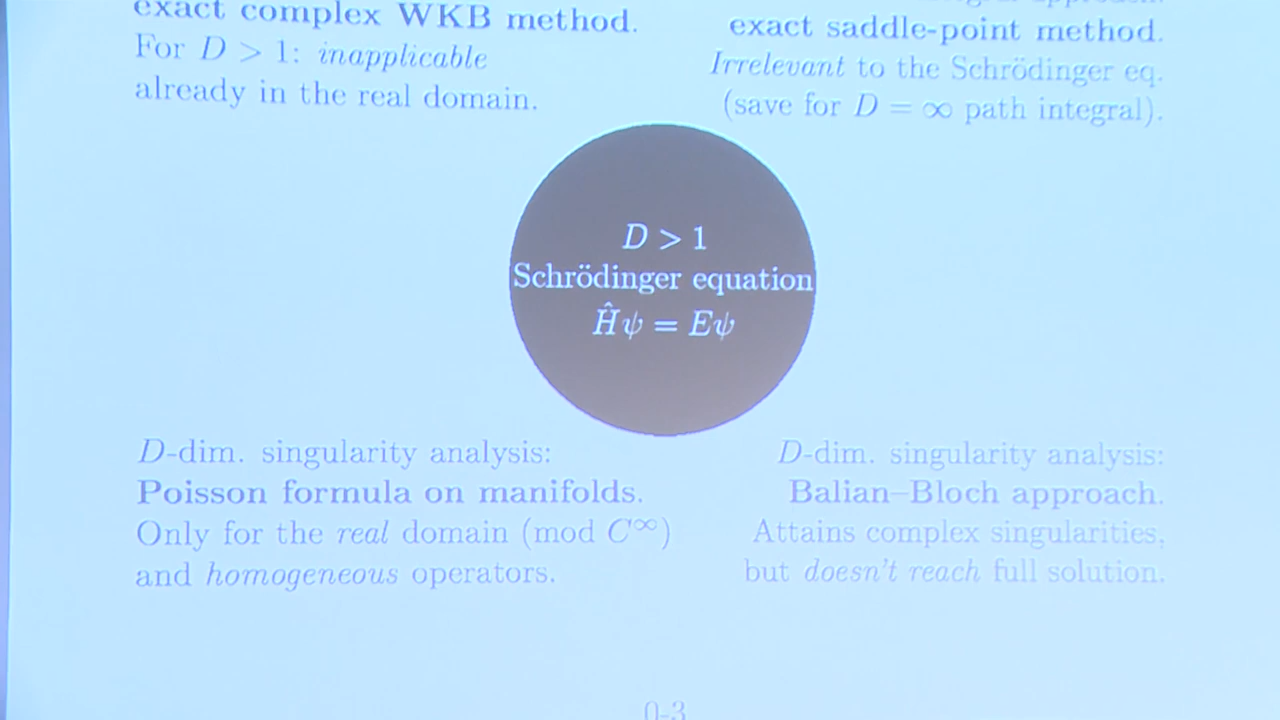 exact complex WKB method.
For D > 1: inapplicable
already in the real domain.
exact saddle-point method.
Irrelevant to the Schrödinger eq.
(save for D = ∞ path integral).
D > 1
Schrödinger equation
Ĥψ = Eψ
D-dim. singularity analysis:
Poisson formula on manifolds.
Only for the real domain (mod C∞)
and homogeneous operators.
D-dim. singularity analysis:
Balian–Bloch approach.
Attains complex singularities,
but doesn't reach full solution.
0-3